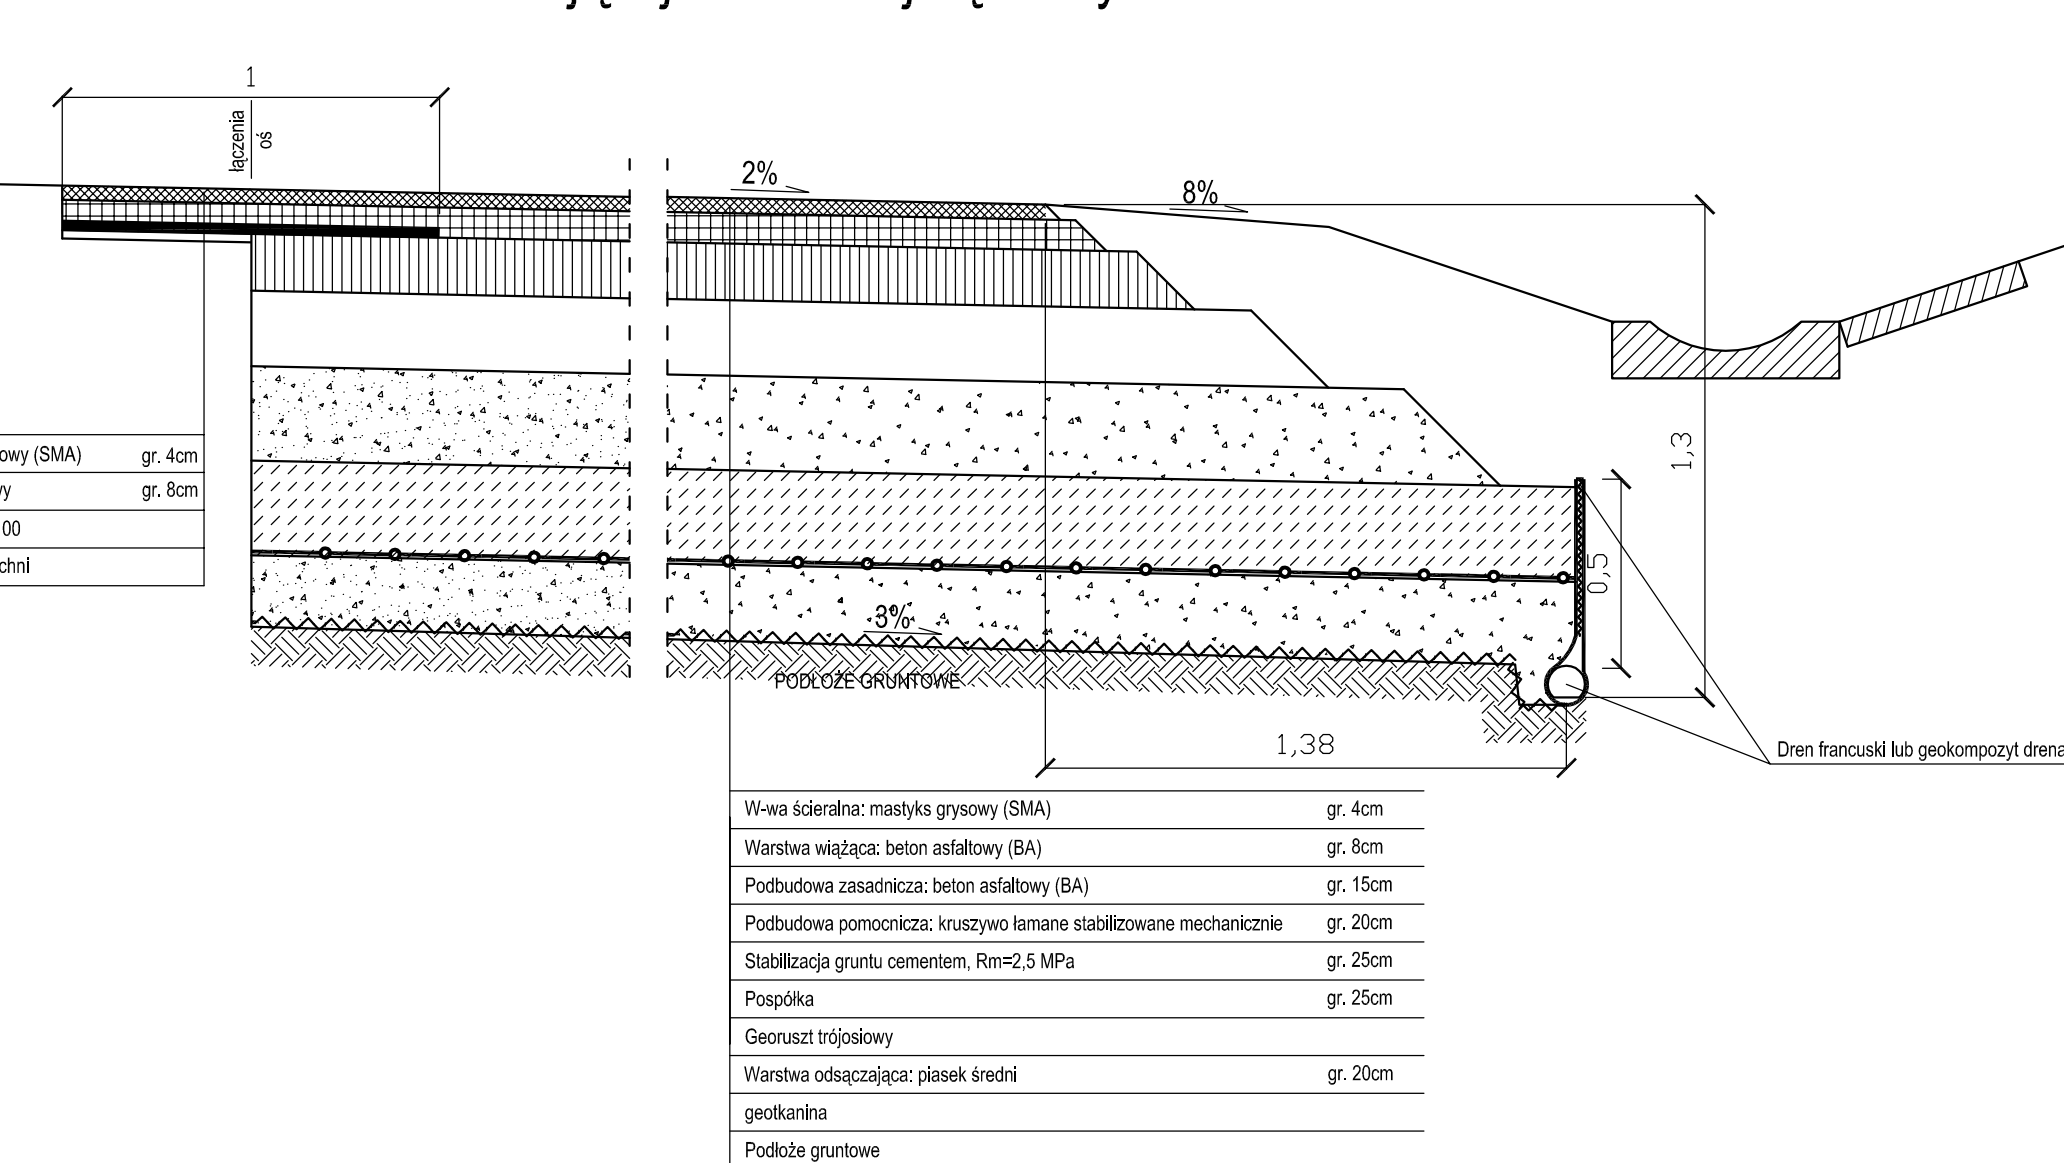 1
łączenia
oś
2%
8%
1,3
owy (SMA) gr. 4cm
gr. 8cm
00
chni
0,5
3%
PODŁOŻE GRUNTOWE
1,38
Dren francuski lub geokompozyt drena
W-wa ścieralna: mastyks grysowy (SMA) gr. 4cm
Warstwa wiążąca: beton asfaltowy (BA) gr. 8cm
Podbudowa zasadnicza: beton asfaltowy (BA) gr. 15cm
Podbudowa pomocnicza: kruszywo łamane stabilizowane mechanicznie gr. 20cm
Stabilizacja gruntu cementem, Rm=2,5 MPa gr. 25cm
Pospółka gr. 25cm
Georuszt trójosiowy
Warstwa odsączająca: piasek średni gr. 20cm
geotkanina
Podłoże gruntowe